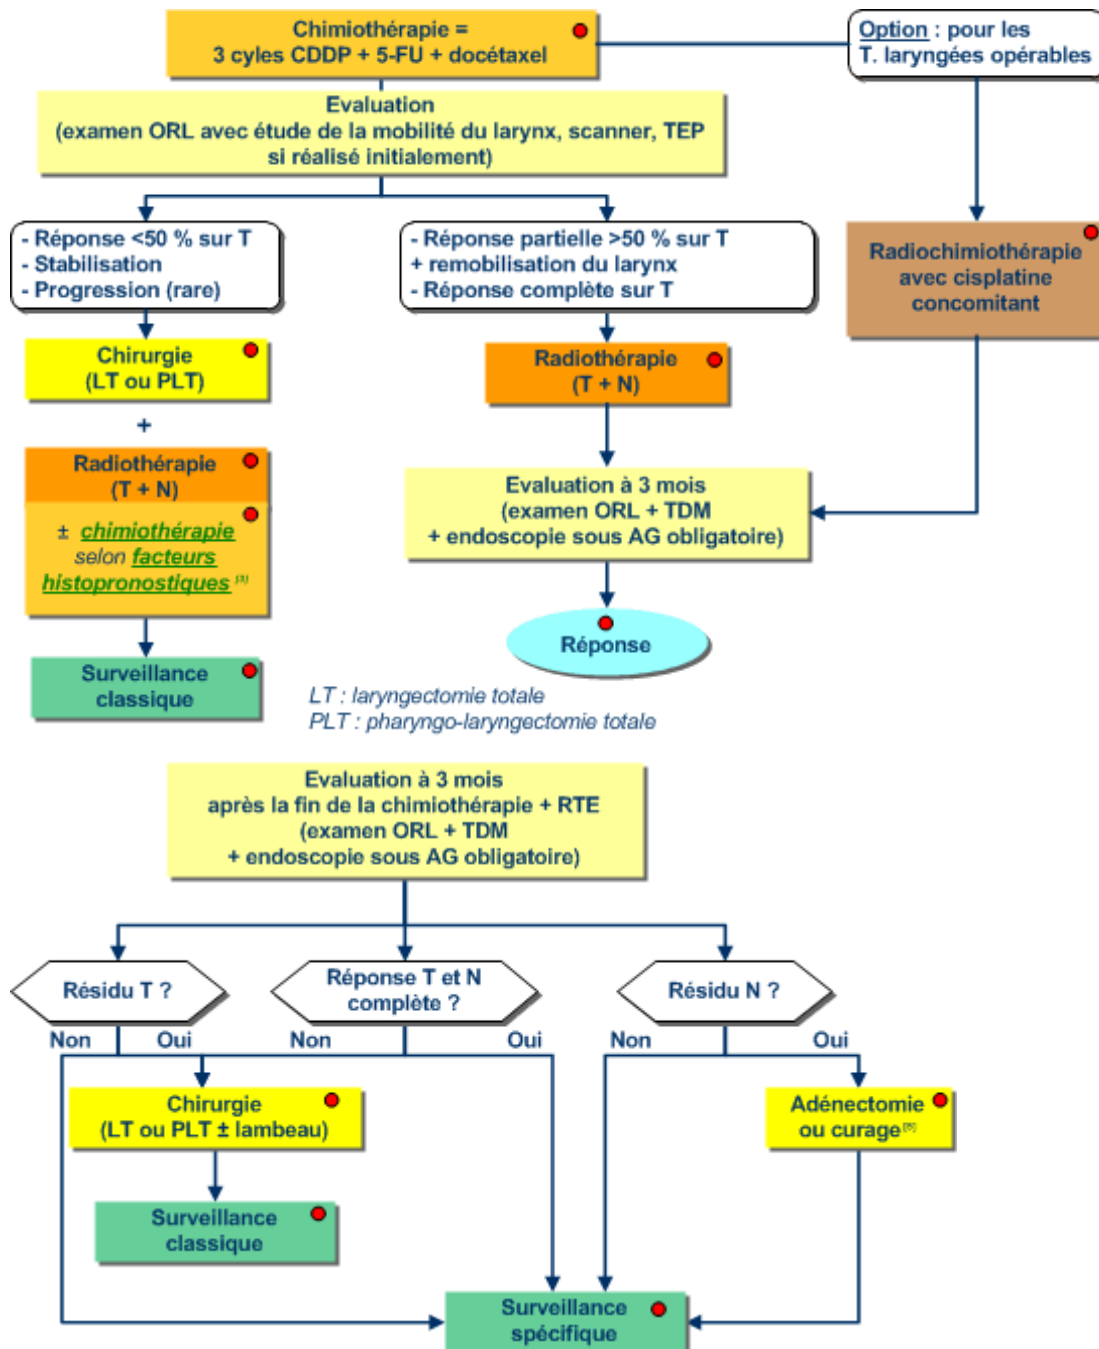 Chimiothérapie =
3 cyles CDDP + 5-FU + docétaxel
Option : pour les
T. laryngées opérables
Evaluation
(examen ORL avec étude de la mobilité du larynx, scanner, TEP
si réalisé initialement)
- Réponse <50 % sur T
- Stabilisation
- Progression (rare)
- Réponse partielle >50 % sur T
+ remobilisation du larynx
- Réponse complète sur T
Radiochimiothérapie
avec cisplatine
concomitant
Chirurgie
(LT ou PLT)
+
Radiothérapie
(T + N)
± chimiothérapie
selon facteurs
histopronostiques
Radiothérapie
(T + N)
Evaluation à 3 mois
(examen ORL + TDM
+ endoscopie sous AG obligatoire)
Réponse
Surveillance
classique
LT : laryngectomie totale
PLT : pharyngo-laryngectomie totale
Evaluation à 3 mois
après la fin de la chimiothérapie + RTE
(examen ORL + TDM
+ endoscopie sous AG obligatoire)
Résidu T ?
Réponse T et N
complète ?
Résidu N ?
Non Oui Non Oui Non Oui
Chirurgie
(LT ou PLT ± lambeau)
Adénectomie
ou curage
Surveillance
classique
Surveillance
spécifique